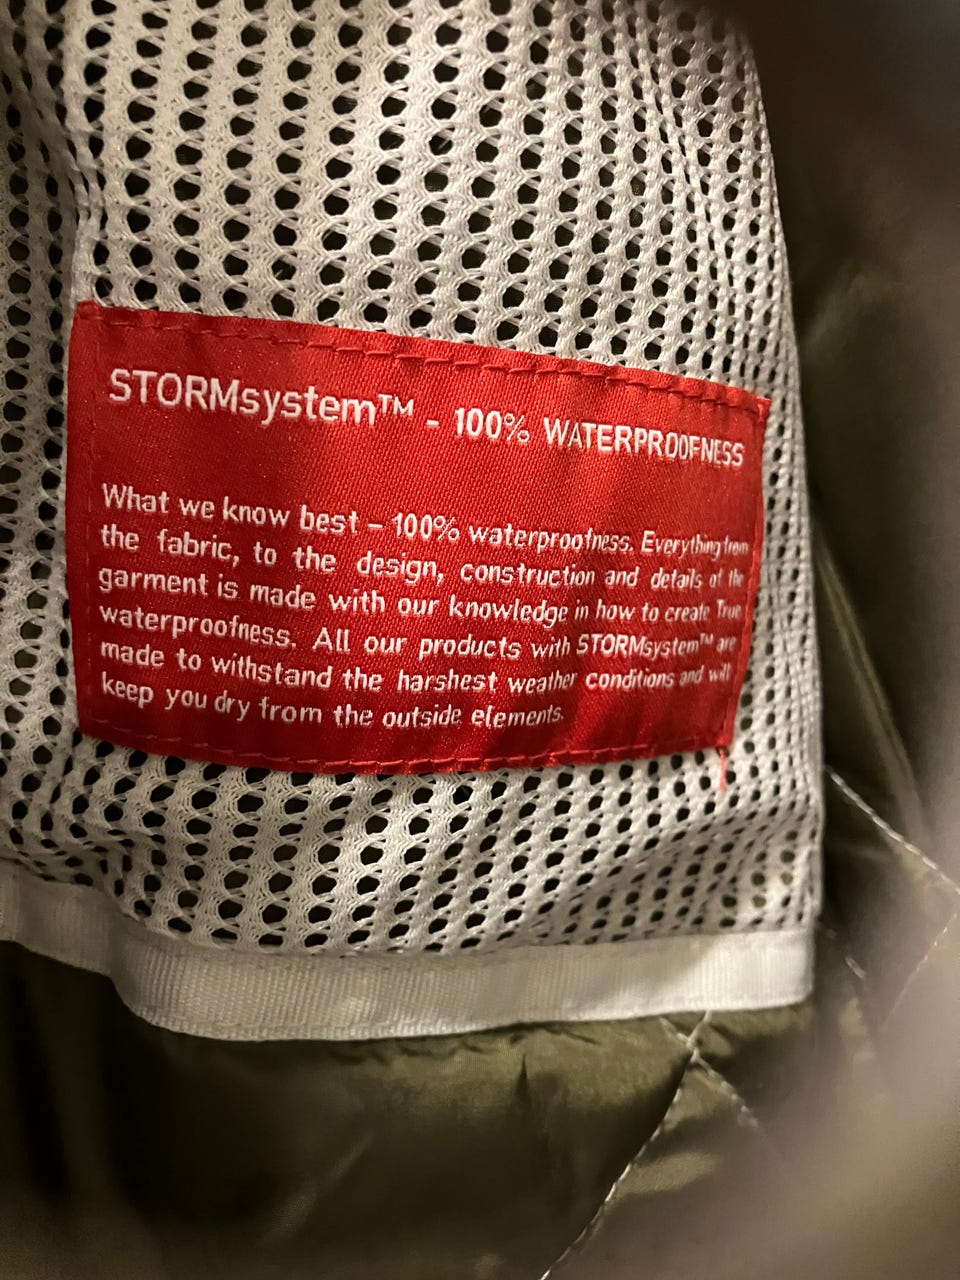 STORMsystem™ - 100% WATERPROOFNESS
What we know best – 100% waterproofness. Everything from
the fabric, to the design, construction and details of the
garment is made with our knowledge in how to create True
waterproofness. All our products with STORMsystem™ are
made to withstand the harshest weather conditions and will
keep you dry from the outside elements.